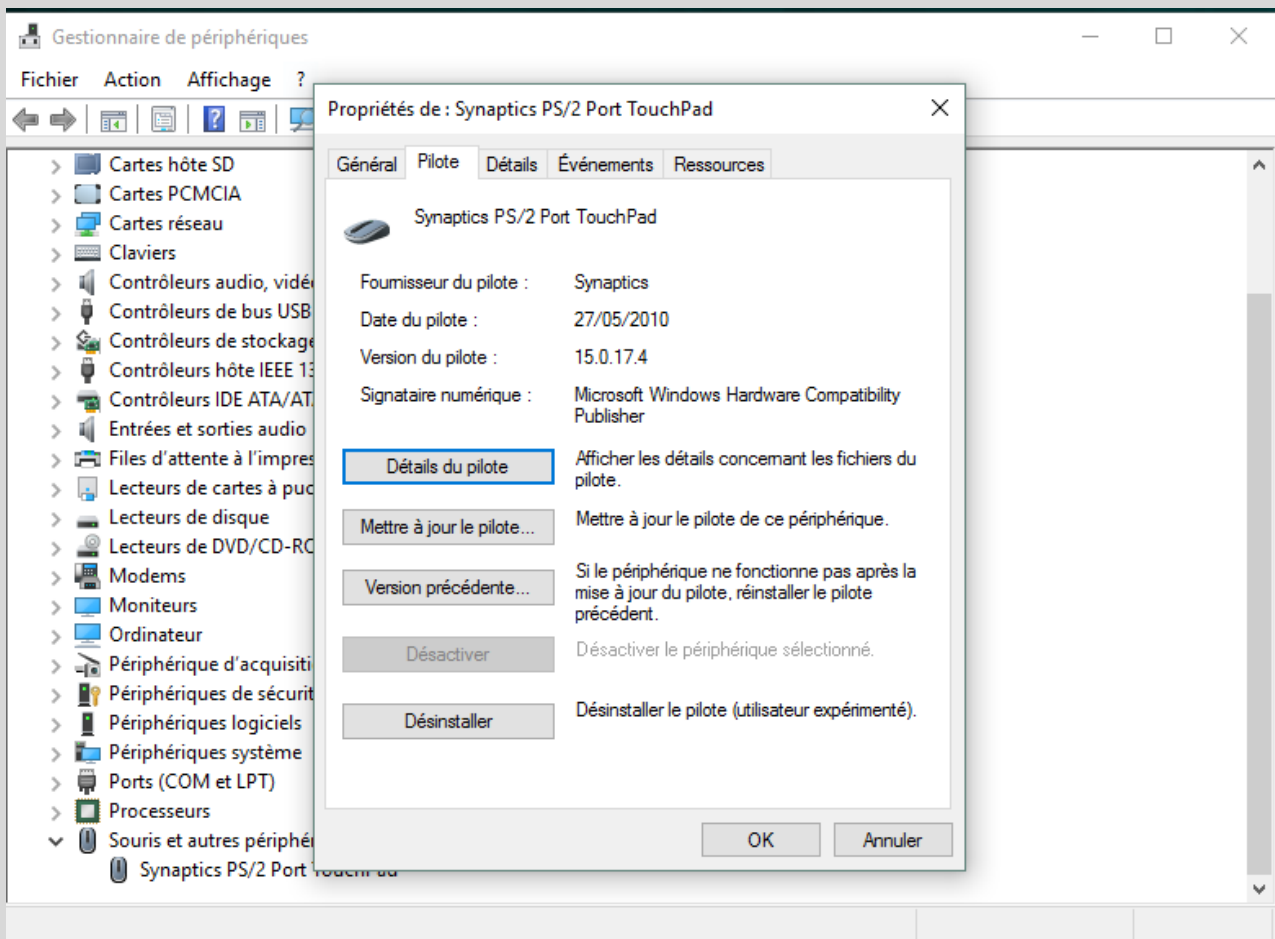 Gestionnaire de périphériques
Fichier Action Affichage ?
Propriétés de : Synaptics PS/2 Port TouchPad
Général Pilote Détails Événements Ressources
Synaptics PS/2 Port TouchPad
Fournisseur du pilote : Synaptics
Date du pilote : 27/05/2010
Version du pilote : 15.0.17.4
Signataire numérique : Microsoft Windows Hardware Compatibility
Publisher
Détails du pilote
Afficher les détails concernant les fichiers du
pilote.
Mettre à jour le pilote...
Mettre à jour le pilote de ce périphérique.
Version précédente...
Si le périphérique ne fonctionne pas après la
mise à jour du pilote, réinstaller le pilote
précédent.
Désactiver
Désactiver le périphérique sélectionné.
Désinstaller
Désinstaller le pilote (utilisateur expérimenté).
OK Annuler
Cartes hôte SD
Cartes PCMCIA
Cartes réseau
Claviers
Contrôleurs audio, vidé
Contrôleurs de bus USB
Contrôleurs de stockage
Contrôleurs hôte IEEE 13
Contrôleurs IDE ATA/AT
Entrées et sorties audio
Files d'attente à l'impres
Lecteurs de cartes à puc
Lecteurs de disque
Lecteurs de DVD/CD-RO
Modems
Moniteurs
Ordinateur
Périphérique d'acquisiti
Périphériques de sécurit
Périphériques logiciels
Périphériques système
Ports (COM et LPT)
Processeurs
Souris et autres périphér
Synaptics PS/2 Port TouchPad